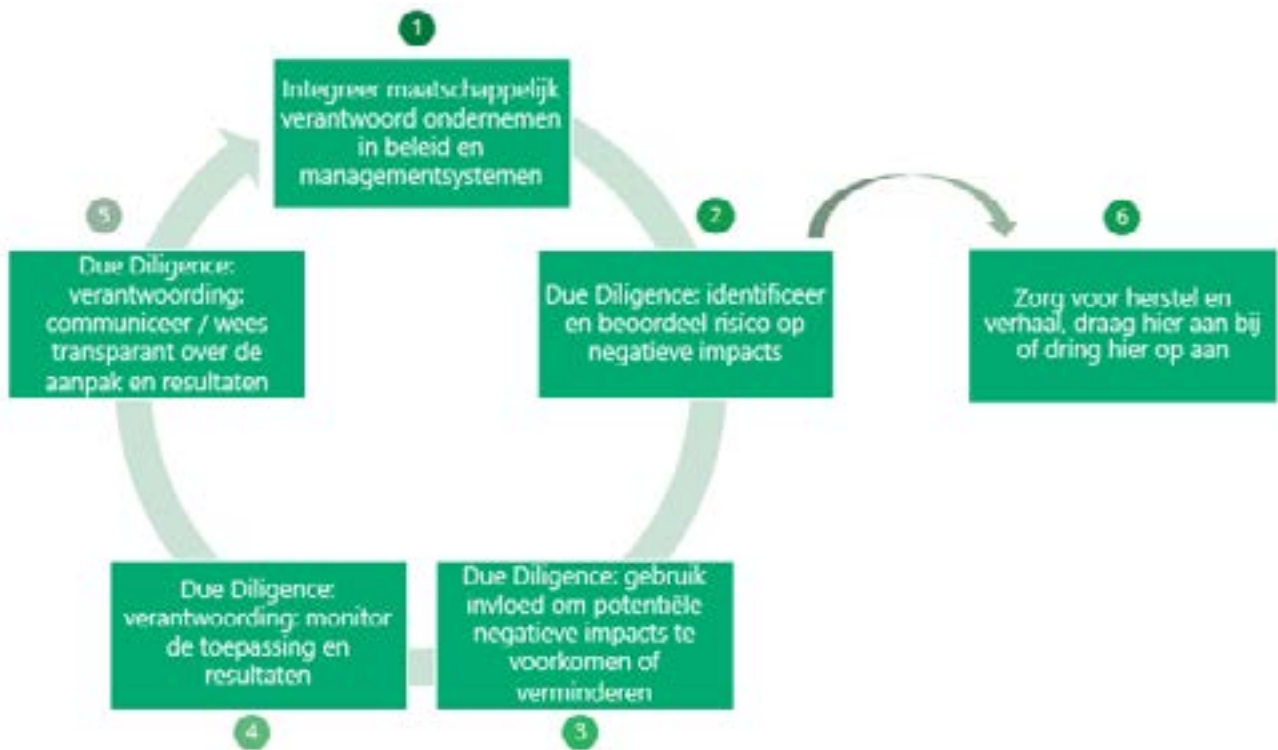 1
Integreer maatschappelijk
verantwoord ondernemen
in beleid en
managementsystemen
2
Due Diligence: identificeer
en beoordeel risico op
negatieve impacts
3
Due Diligence: gebruik
invloed om potentiële
negatieve impacts te
voorkomen of
verminderen
4
Due Diligence:
verantwoording: monitor
de toepassing en
resultaten
5
Due Diligence:
verantwoording:
communiceer / wees
transparant over de
aanpak en resultaten
6
Zorg voor herstel en
verhaal, draag hier aan bij
of dring hier op aan